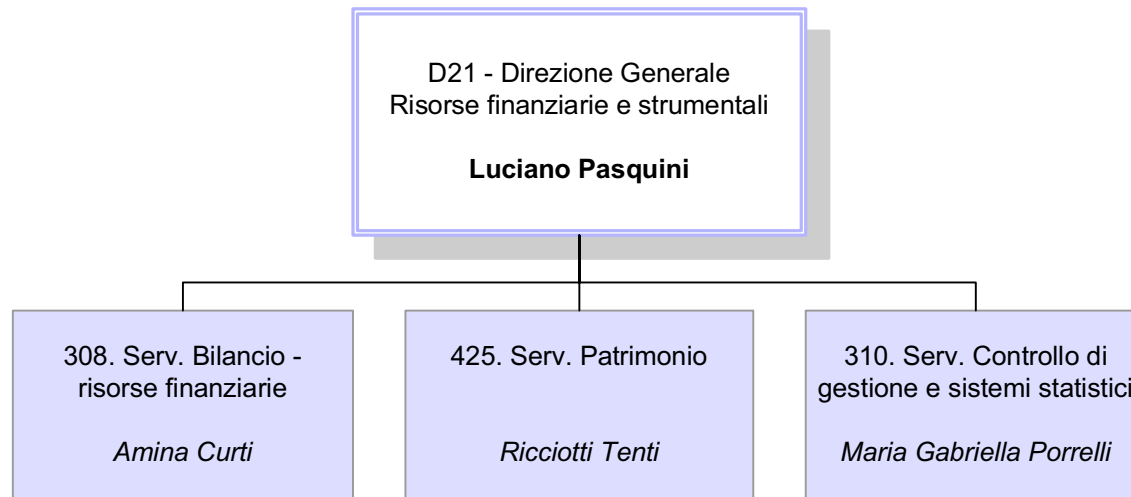 D21 - Direzione Generale
Risorse finanziarie e strumentali
Luciano Pasquini
308. Serv. Bilancio -
risorse finanziarie
Amina Curti
425. Serv. Patrimonio
Ricciotti Tenti
310. Serv. Controllo di
gestione e sistemi statistici
Maria Gabriella Porrelli